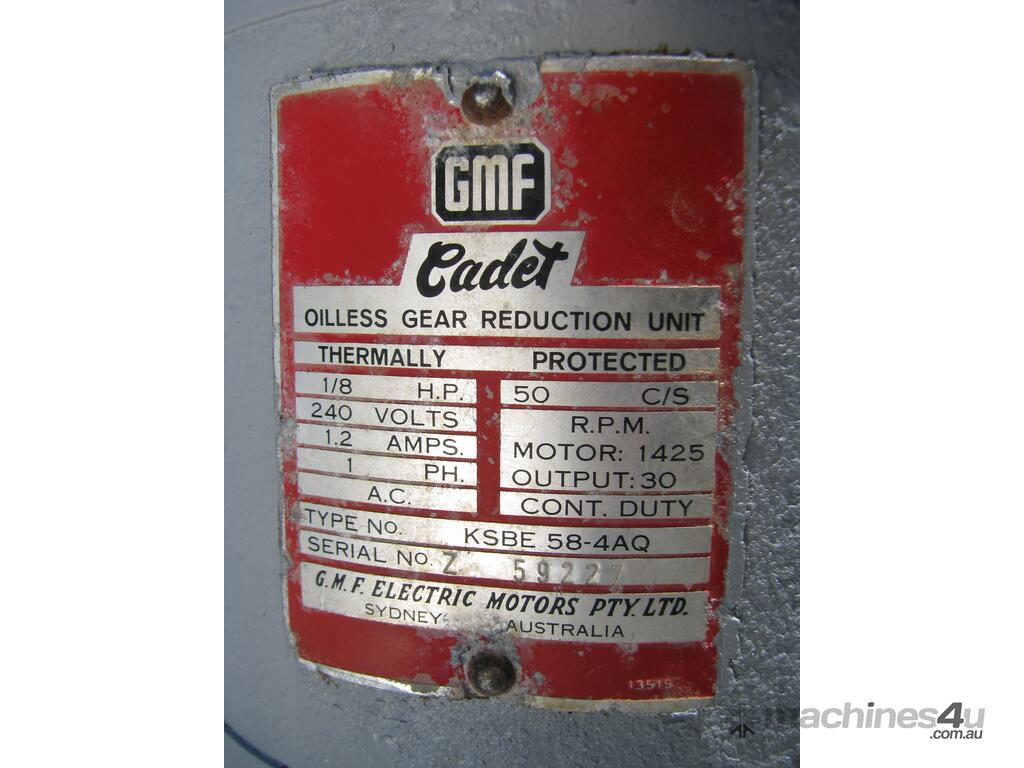 GMF
Cadet
OILLESS GEAR REDUCTION UNIT
THERMALLY PROTECTED
1/8 H.P. 50 C/S
240 VOLTS R.P.M.
1.2 AMPS. MOTOR: 1425
1 PH. OUTPUT: 30
A.C. CONT. DUTY
TYPE No. KSBE 58-4AQ
SERIAL No. Z 59227
G.M.F. ELECTRIC MOTORS PTY. LTD.
SYDNEY AUSTRALIA
13515
machines4u
.com.au